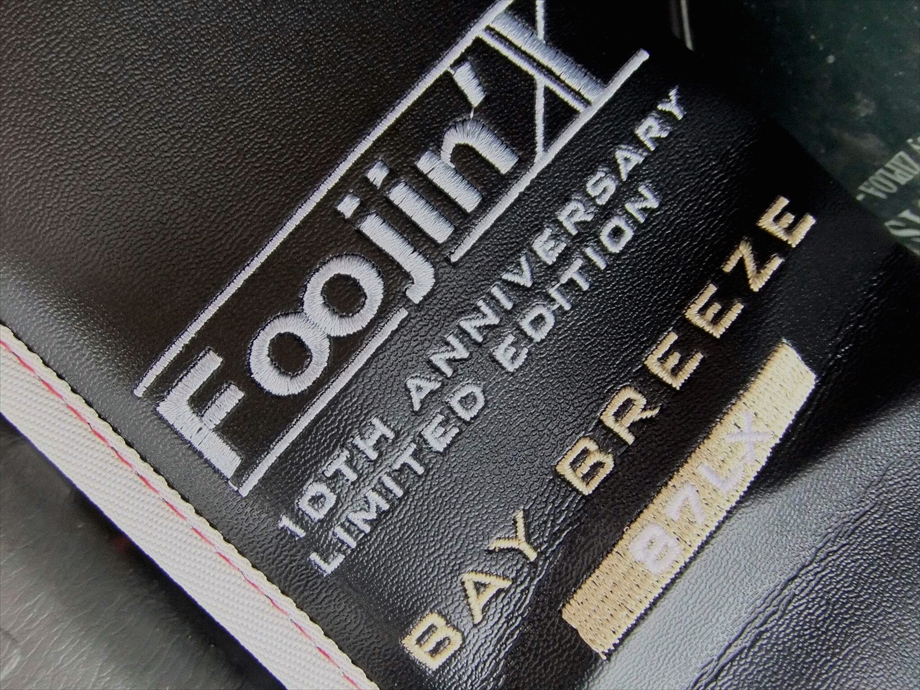 Foojin'X
10TH ANNIVERSARY
LIMITED EDITION
BAY BREEZE
87LX